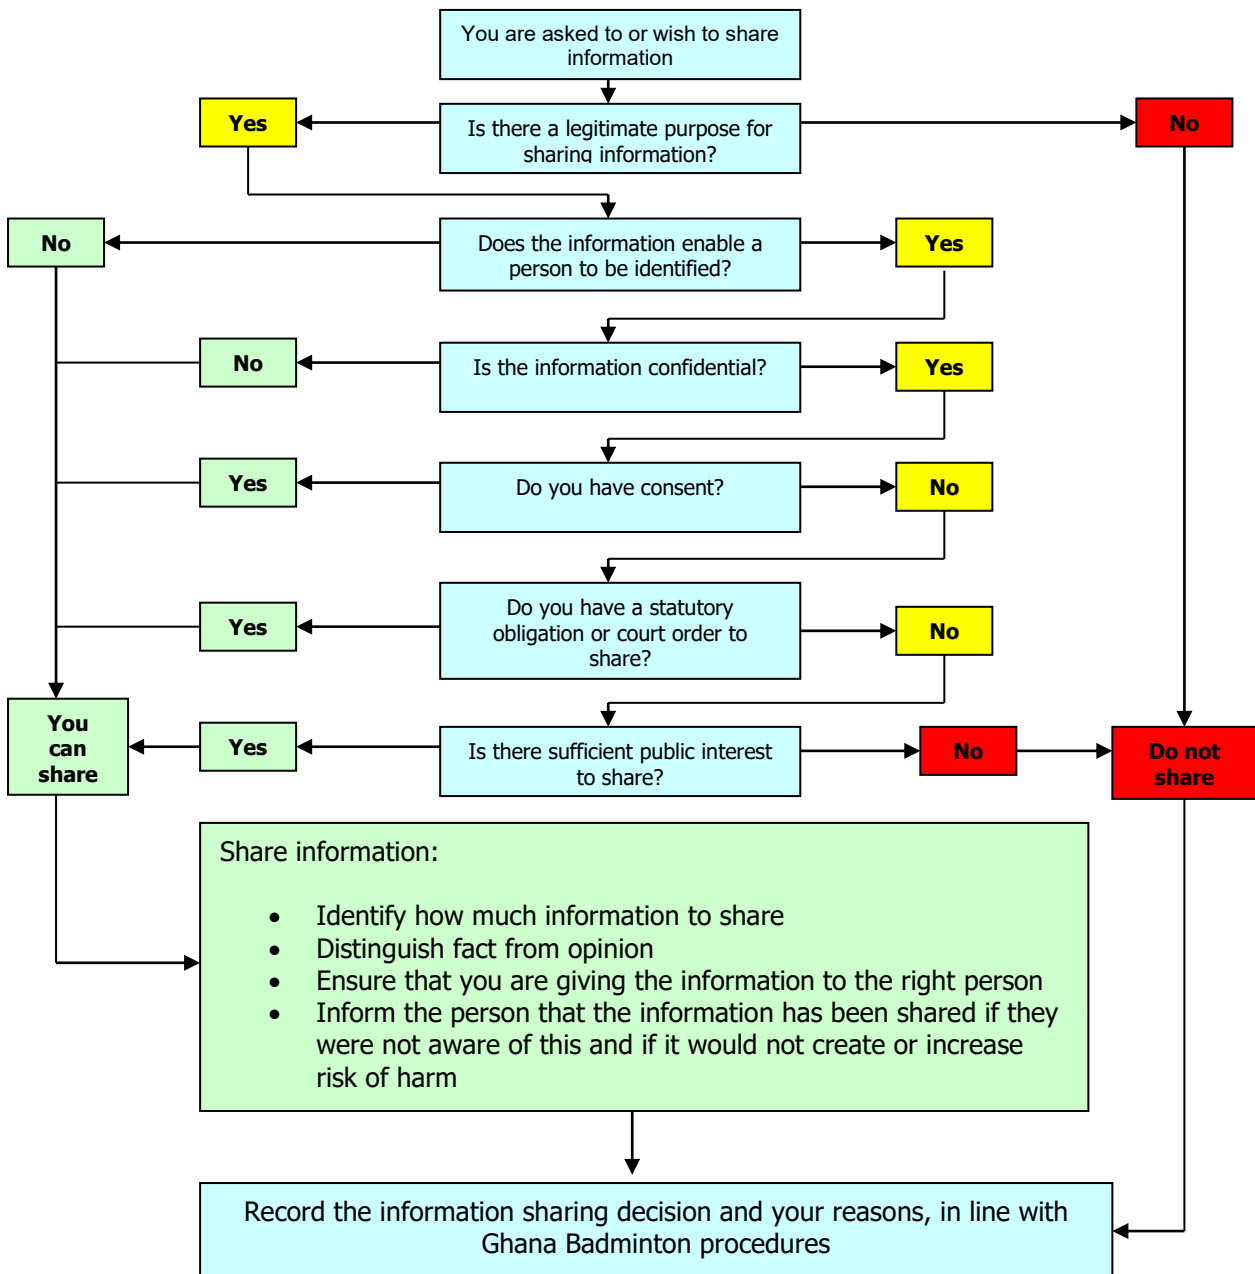 You are asked to or wish to share
information
Yes
Is there a legitimate purpose for
sharing information?
No
No
Does the information enable a
person to be identified?
Yes
No
Is the information confidential?
Yes
Yes
Do you have consent?
No
Yes
Do you have a statutory
obligation or court order to
share?
No
You
can
share
Yes
Is there sufficient public interest
to share?
No
Do not
share
Share information:
• Identify how much information to share
• Distinguish fact from opinion
• Ensure that you are giving the information to the right person
• Inform the person that the information has been shared if they
were not aware of this and if it would not create or increase
risk of harm
Record the information sharing decision and your reasons, in line with
Ghana Badminton procedures